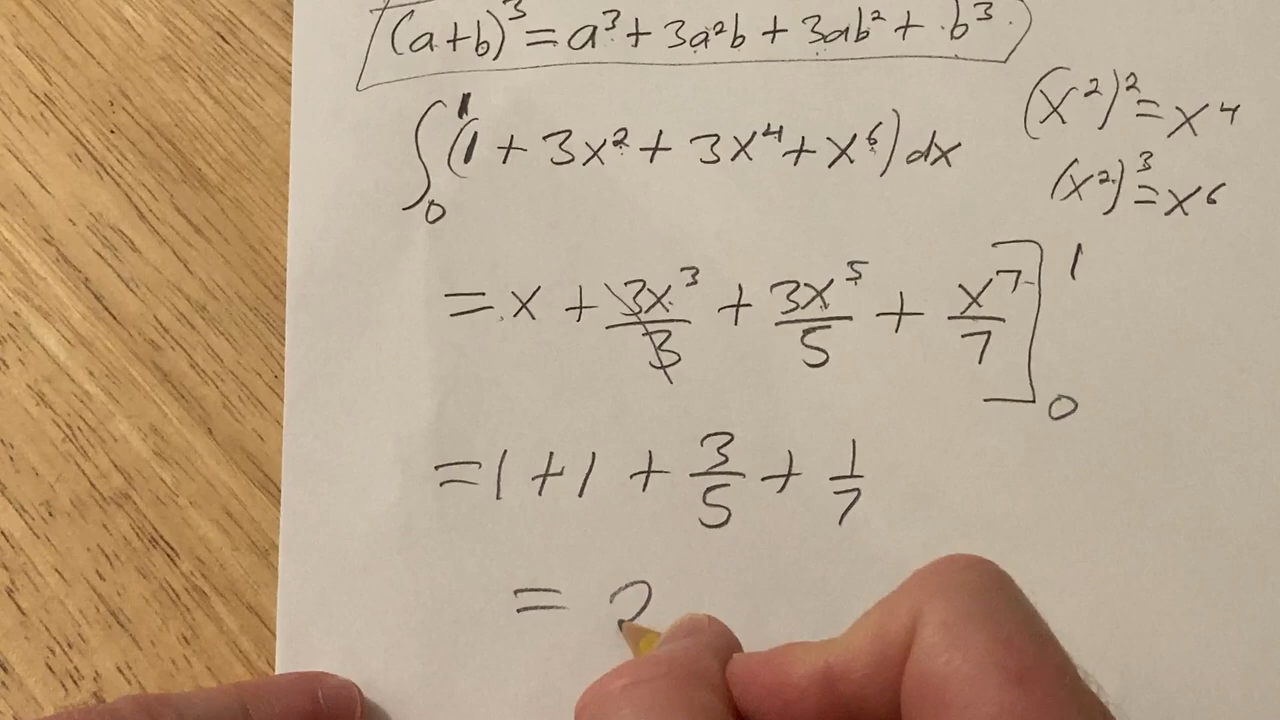 (a+b)³ = a³ + 3a²b + 3ab² + b³
∫₀¹ (1 + 3x² + 3x⁴ + x⁶) dx
(x²)² = x⁴
(x²)³ = x⁶
= x + 3x³/3 + 3x⁵/5 + x⁷/7 ]₀¹
= 1 + 1 + 3/5 + 1/7
= 2